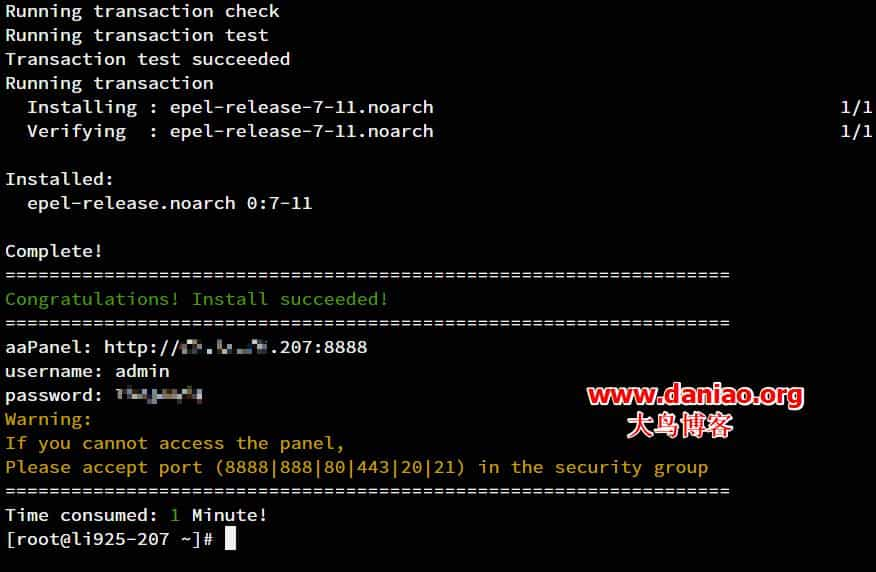 Running transaction check
Running transaction test
Transaction test succeeded
Running transaction
Installing : epel-release-7-11.noarch 1/1
Verifying : epel-release-7-11.noarch 1/1
Installed:
epel-release.noarch 0:7-11
Complete!
==================================================================
Congratulations! Install succeeded!
==================================================================
aaPanel: http:// .207:8888
username: admin
password:
www.daniao.org
大鸟博客
Warning:
If you cannot access the panel,
Please accept port (8888|888|80|443|20|21) in the security group
==================================================================
Time consumed: 1 Minute!
[root@li925-207 ~]#